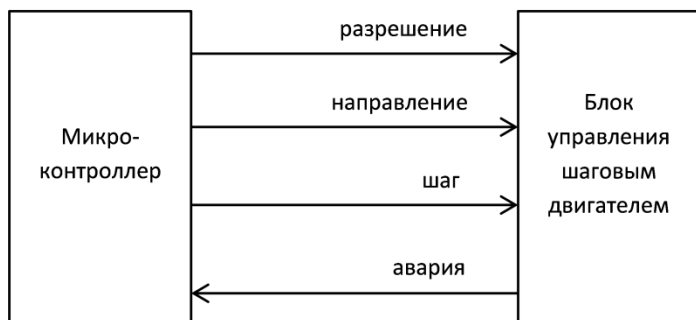 разрешение
направление
шаг
авария
Микро-
контроллер
Блок
управления
шаговым
двигателем